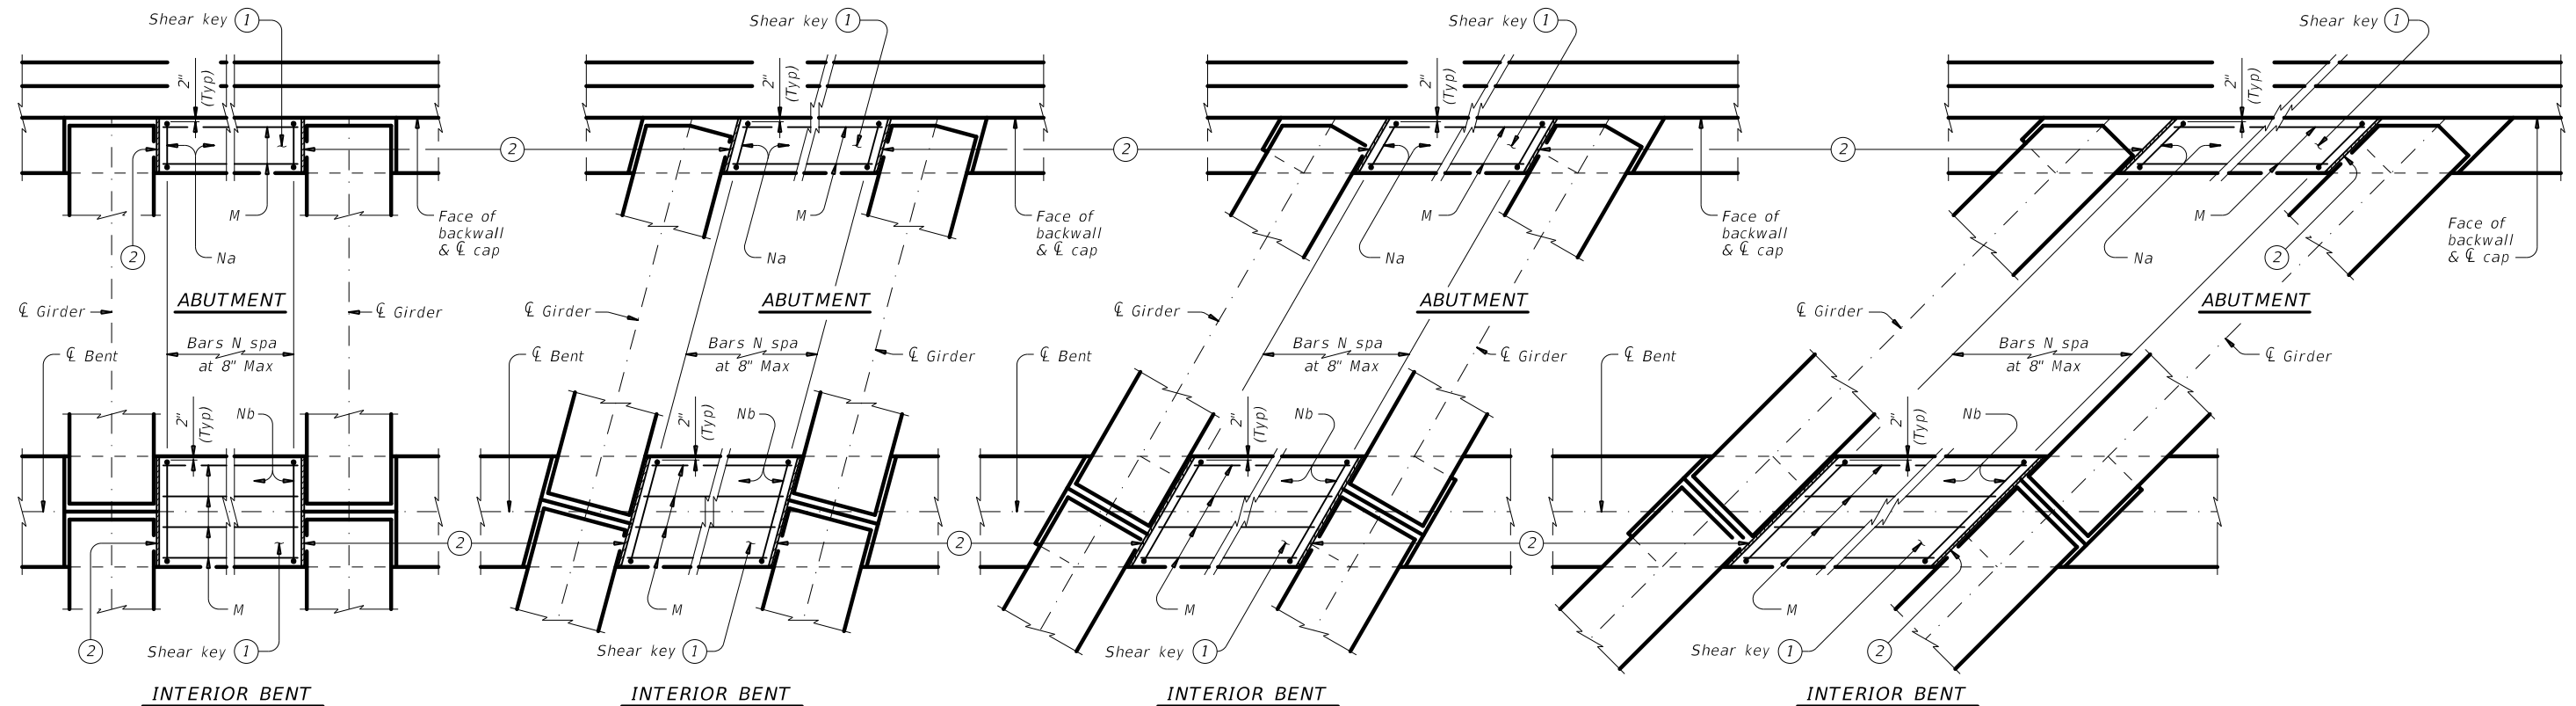 Shear key 1
Shear key 1
Shear key 1
Shear key 1
2"
(Typ)
2"
(Typ)
2"
(Typ)
2"
(Typ)
2
2
2
M
M
M
M
Face of
backwall
& ℄ cap
Face of
backwall
& ℄ cap
Face of
backwall
& ℄ cap
Face of
backwall
& ℄ cap
2
Na
Na
Na
Na
2
ABUTMENT
ABUTMENT
ABUTMENT
ABUTMENT
℄ Girder
℄ Girder
℄ Girder
℄ Girder
℄ Girder
℄ Girder
℄ Girder
℄ Girder
℄ Bent
Bars N spa
at 8" Max
℄ Bent
Bars N spa
at 8" Max
℄ Bent
Bars N spa
at 8" Max
℄ Bent
Bars N spa
at 8" Max
2"
(Typ)
Nb
2"
(Typ)
Nb
2"
(Typ)
Nb
2"
(Typ)
Nb
2
2
2
M
M
M
M
2
Shear key 1
Shear key 1
Shear key 1
Shear key 1
2
INTERIOR BENT
INTERIOR BENT
INTERIOR BENT
INTERIOR BENT